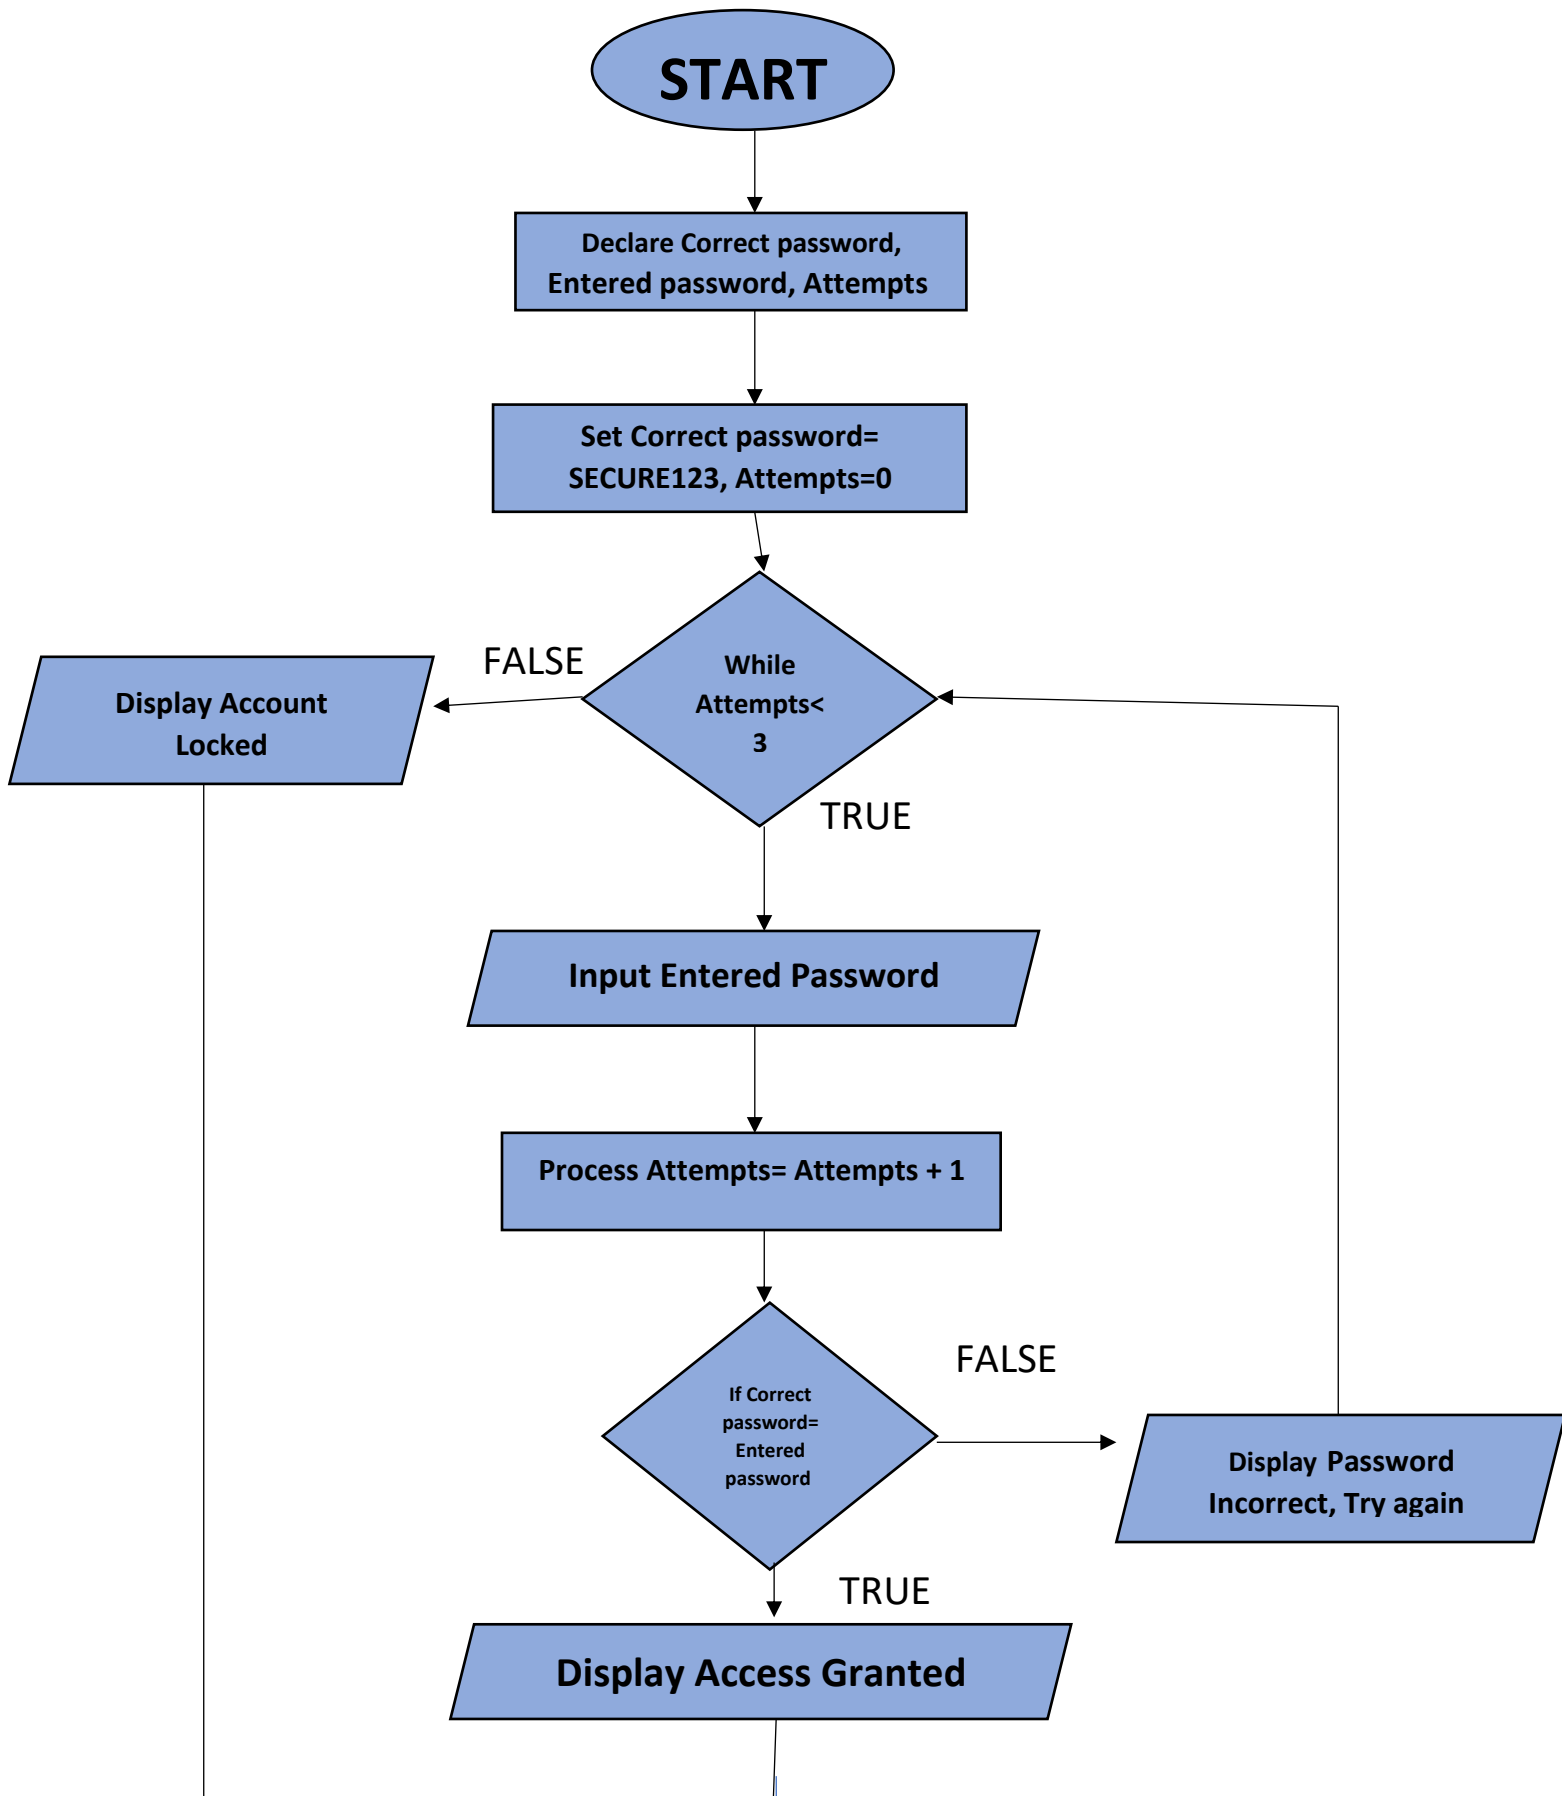 START
Declare Correct password,
Entered password, Attempts
Set Correct password=
SECURE123, Attempts=0
FALSE
While
Attempts<
3
Display Account
Locked
TRUE
Input Entered Password
Process Attempts= Attempts + 1
FALSE
If Correct
password=
Entered
password
Display Password
Incorrect, Try again
TRUE
Display Access Granted